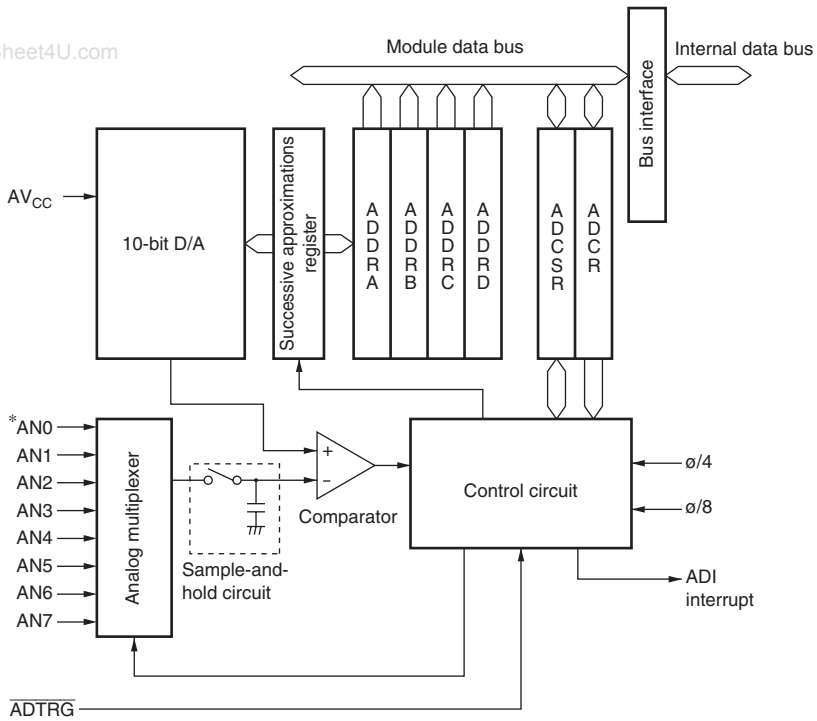 Sheet4U.com
Module data bus
Internal data bus
Bus interface
AVCC
10-bit D/A
Successive approximations
register
ADDRA
ADDRB
ADDRC
ADDRD
ADCSR
ADCR
*AN0
AN1
AN2
AN3
AN4
AN5
AN6
AN7
Analog multiplexer
Sample-and-
hold circuit
+
−
Comparator
Control circuit
ø/4
ø/8
ADI
interrupt
ADTRG